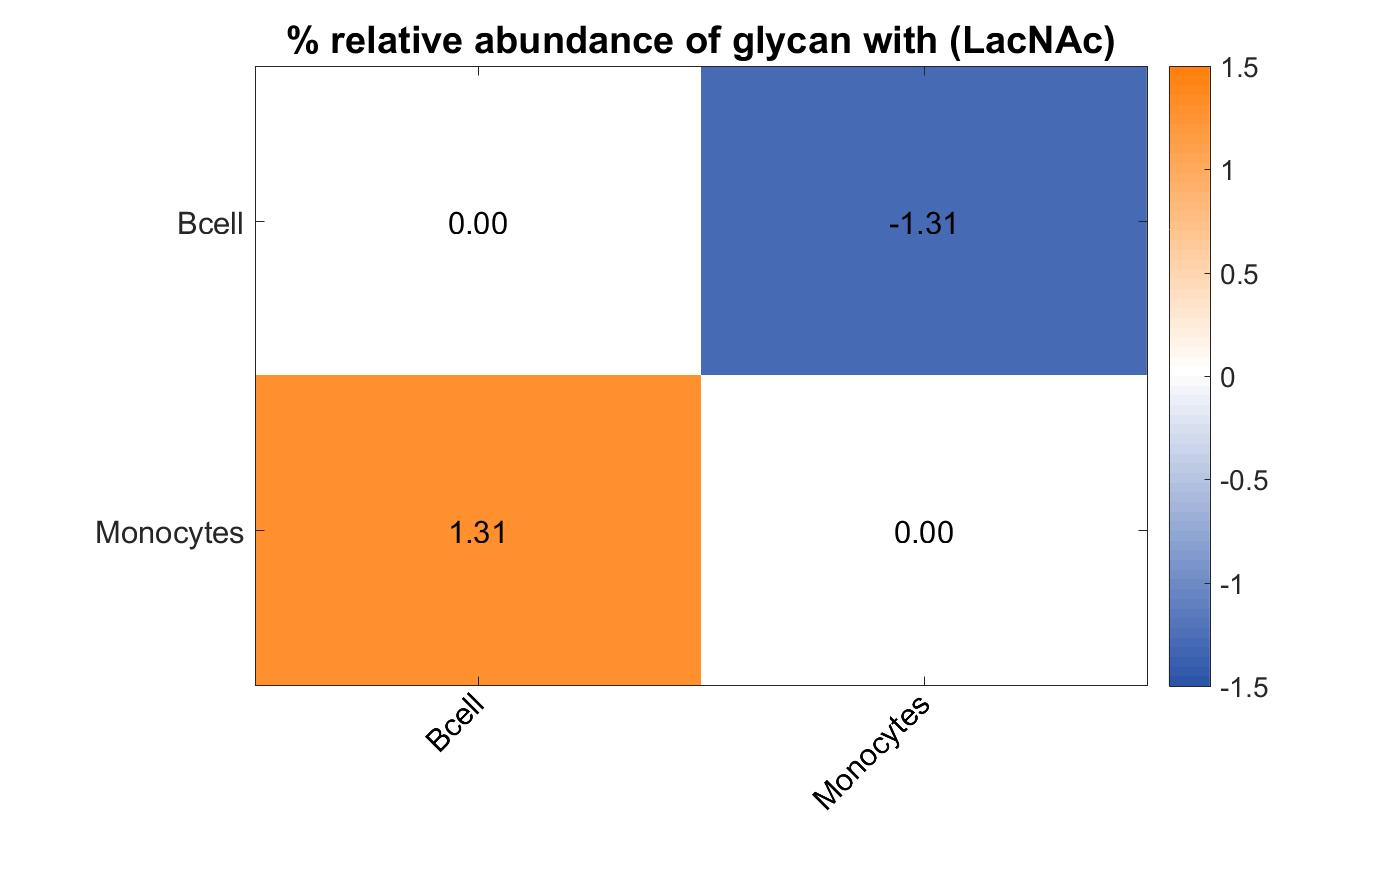 % relative abundance of glycan with (LacNAc)
1.5
1
0.5
0
-0.5
-1
-1.5
Bcell
0.00
-1.31
Monocytes
1.31
0.00
Bcell
Monocytes